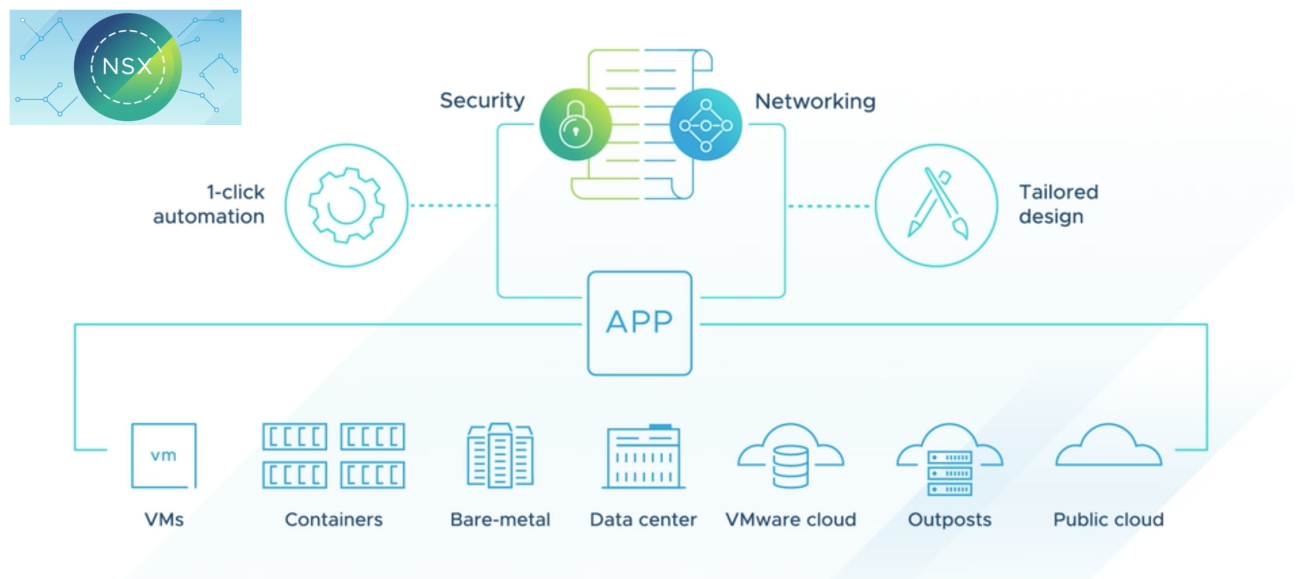 NSX
Security
Networking
1-click
automation
Tailored
design
APP
vm
VMs
Containers
Bare-metal
Data center
VMware cloud
Outposts
Public cloud